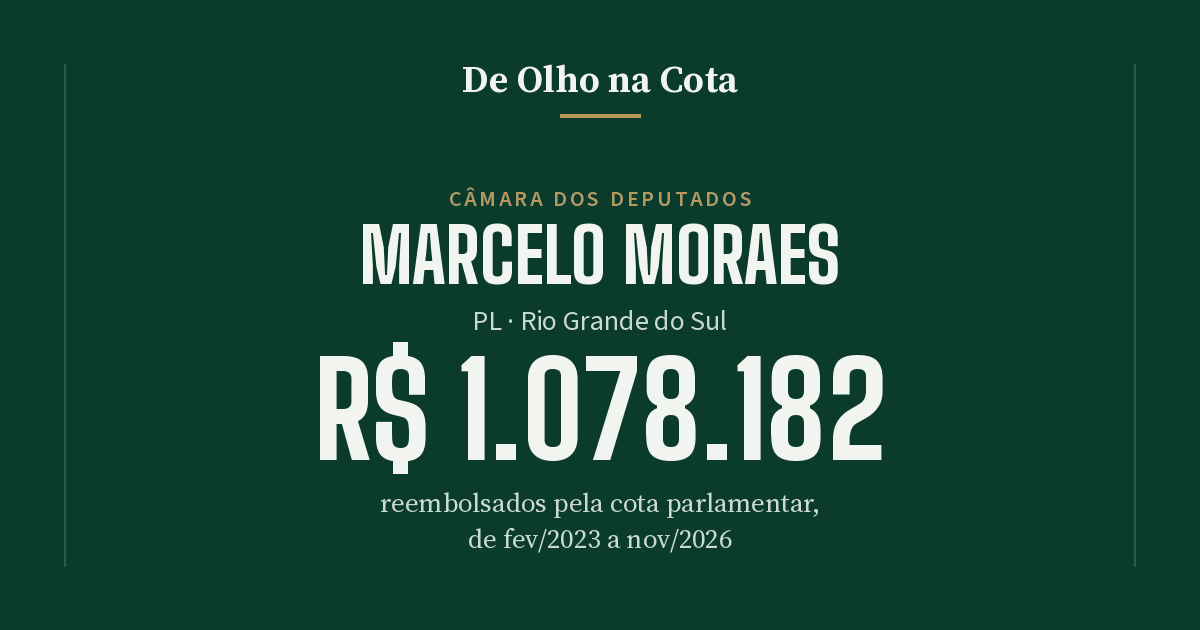 De Olho na Cota
CÂMARA DOS DEPUTADOS
MARCELO MORAES
PL · Rio Grande do Sul
R$ 1.078.182
reembolsados pela cota parlamentar,
de fev/2023 a nov/2026